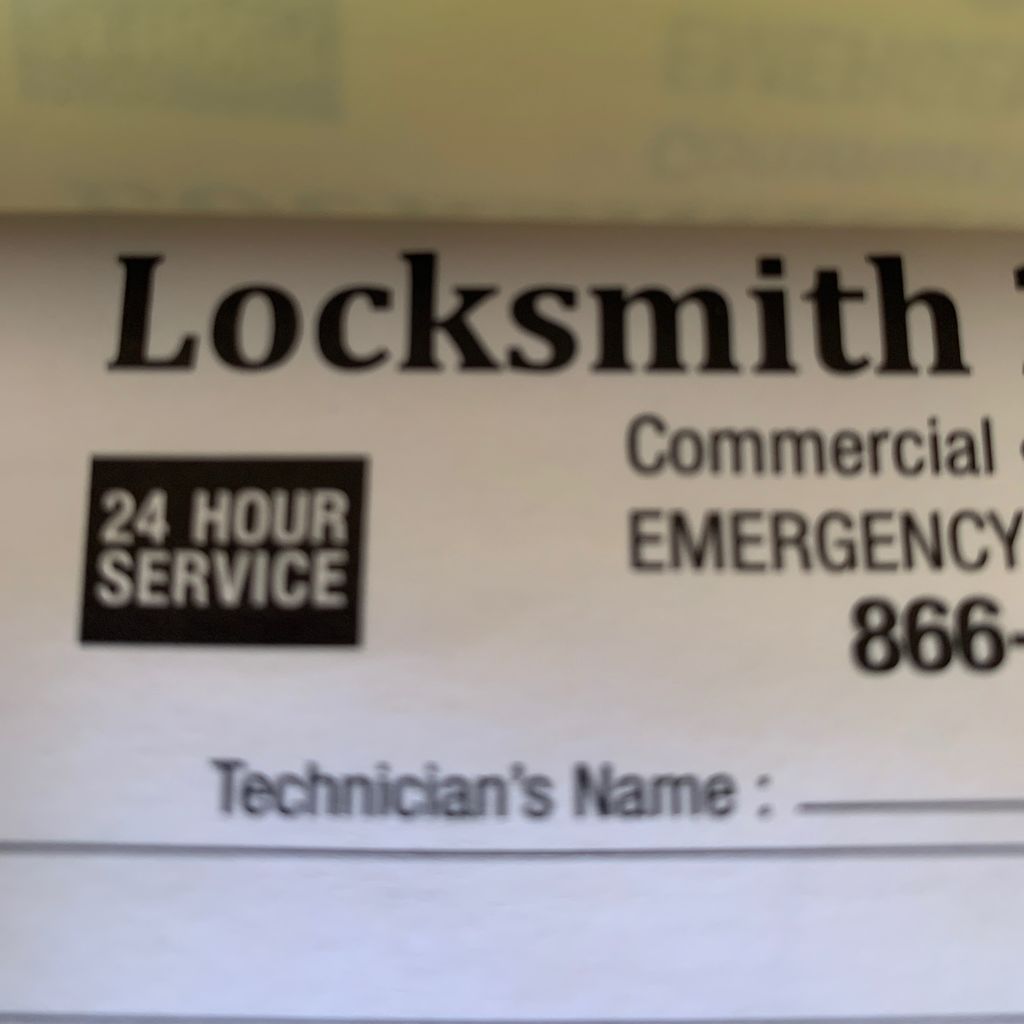 Locksmith
Commercial
24 HOUR
SERVICE
EMERGENCY
866-
Technician's Name :